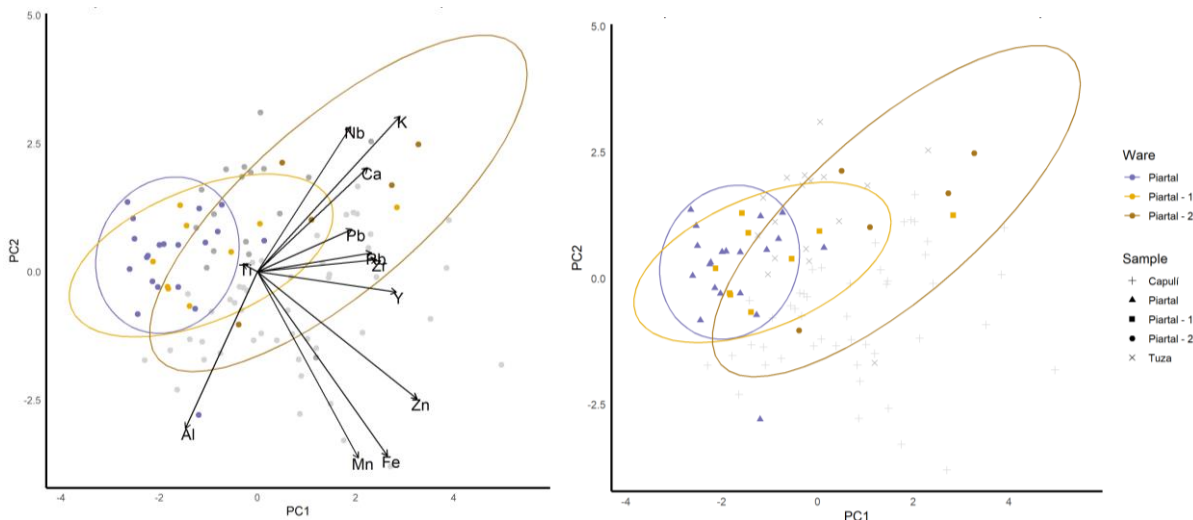 5.0
2.5
0.0
-2.5
PC2
-4
-2
0
2
4
PC1
Nb
K
Ca
Pb
Rb
Zr
Ti
Y
Zn
Al
Mn
Fe
5.0
2.5
0.0
-2.5
PC2
-4
-2
0
2
4
PC1
Ware
Piartal
Piartal - 1
Piartal - 2
Sample
Capulí
Piartal
Piartal - 1
Piartal - 2
Tuza